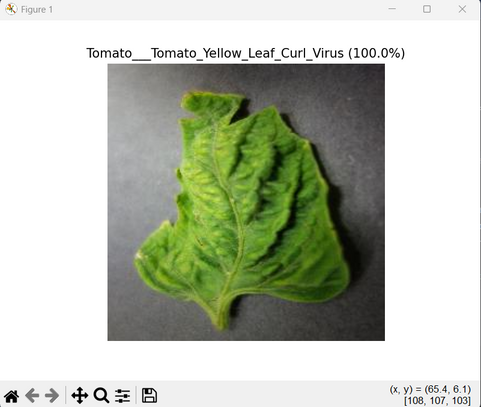 Figure 1
Tomato___Tomato_Yellow_Leaf_Curl_Virus (100.0%)
(x, y) = (65.4, 6.1)
[108, 107, 103]